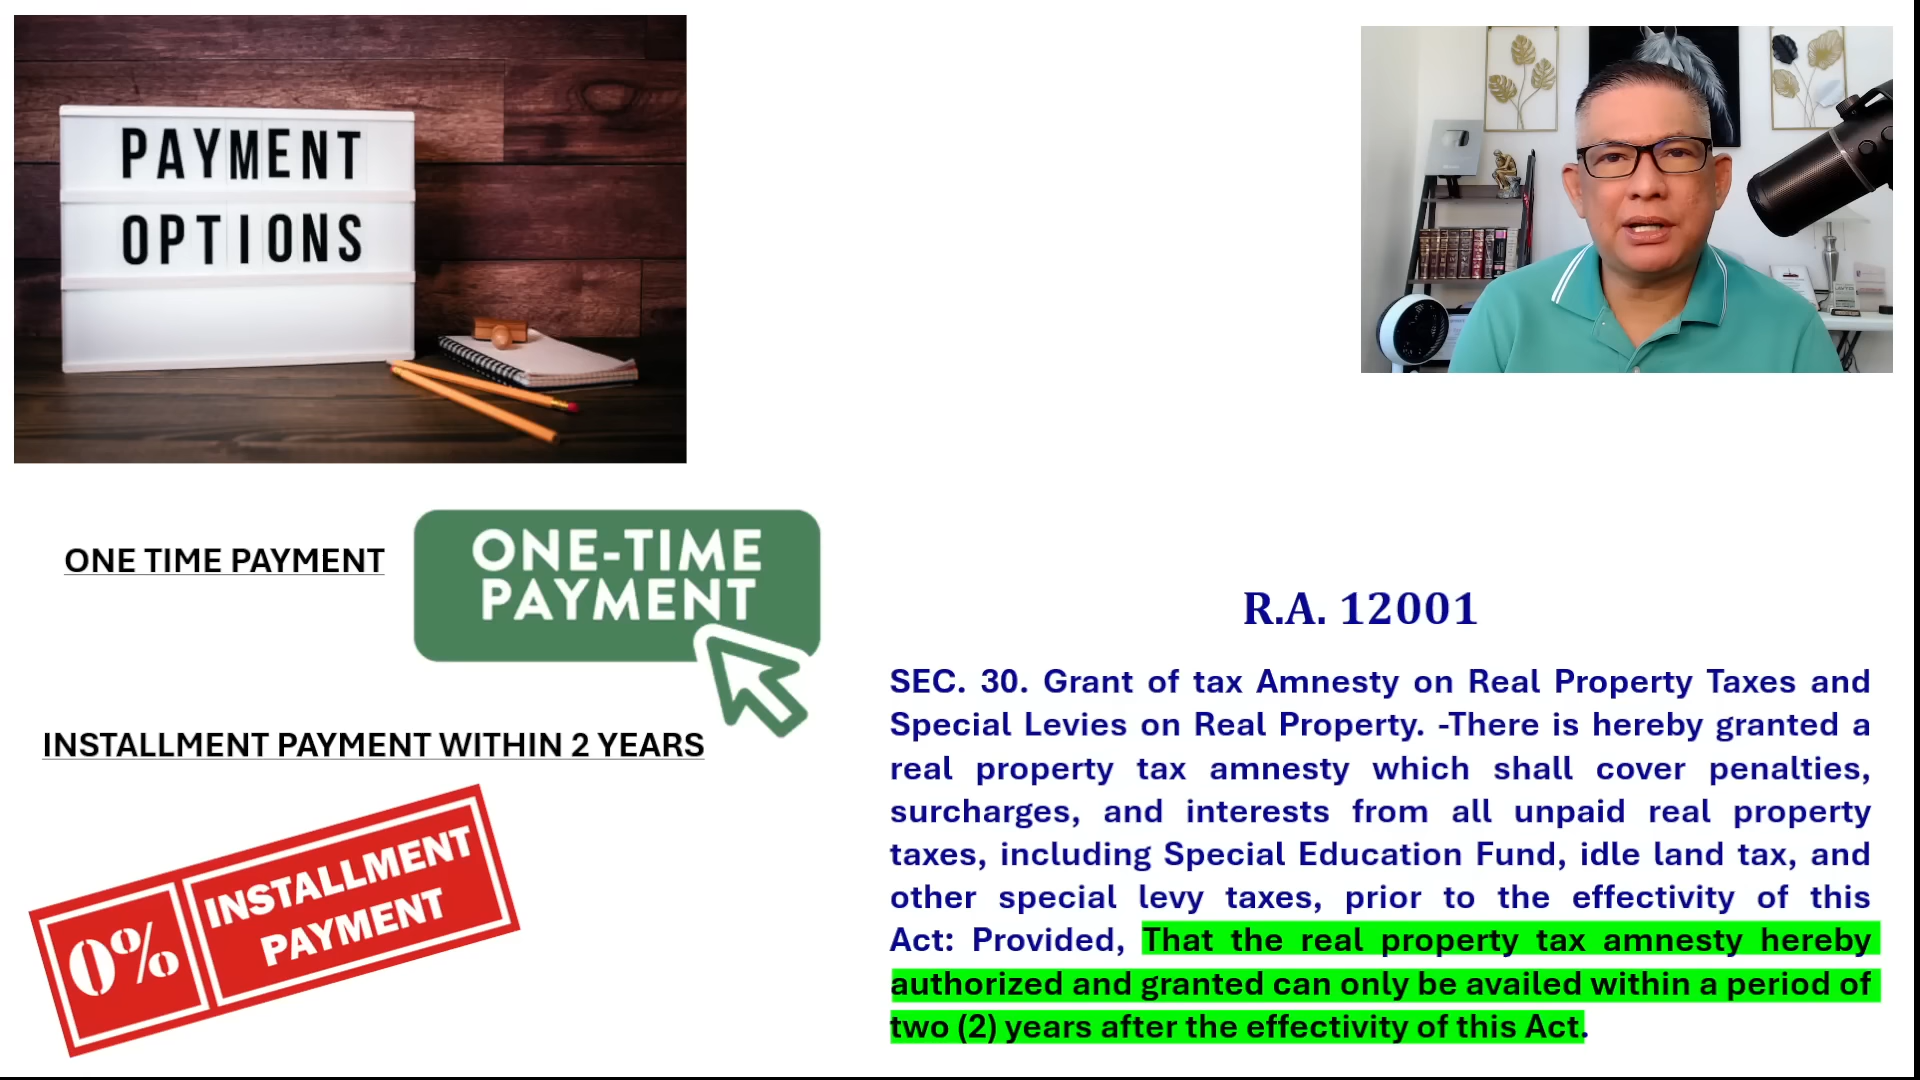 PAYMENT
OPTIONS
ONE TIME PAYMENT
ONE-TIME
PAYMENT
INSTALLMENT PAYMENT WITHIN 2 YEARS
0%
INSTALLMENT
PAYMENT
R.A. 12001
SEC. 30. Grant of tax Amnesty on Real Property Taxes and
Special Levies on Real Property. -There is hereby granted a
real property tax amnesty which shall cover penalties,
surcharges, and interests from all unpaid real property
taxes, including Special Education Fund, idle land tax, and
other special levy taxes, prior to the effectivity of this
Act: Provided, That the real property tax amnesty hereby
authorized and granted can only be availed within a period of
two (2) years after the effectivity of this Act.